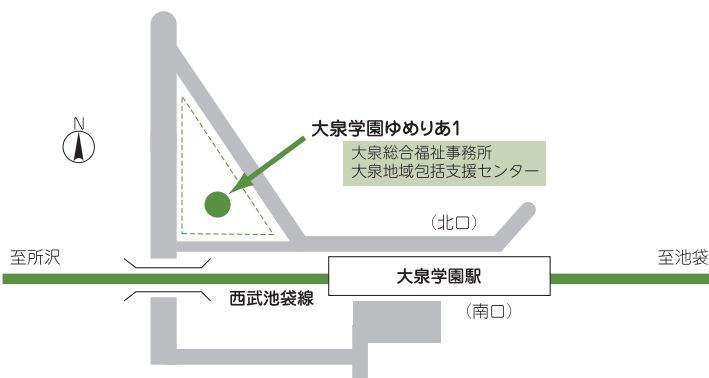 N
大泉学園ゆめりあ1
大泉総合福祉事務所
大泉地域包括支援センター
(北口)
至所沢
至池袋
大泉学園駅
西武池袋線
(南口)